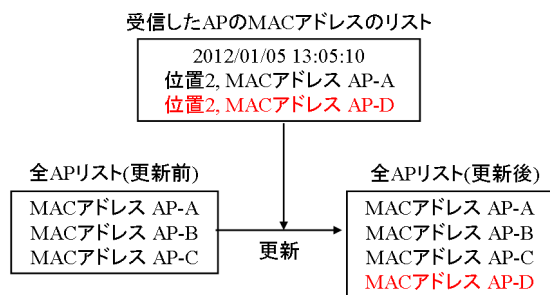 受信したAPのMACアドレスのリスト
2012/01/05 13:05:10
位置2, MACアドレス AP-A
位置2, MACアドレス AP-D
全APリスト(更新前)
MACアドレス AP-A
MACアドレス AP-B
MACアドレス AP-C
更新
全APリスト(更新後)
MACアドレス AP-A
MACアドレス AP-B
MACアドレス AP-C
MACアドレス AP-D